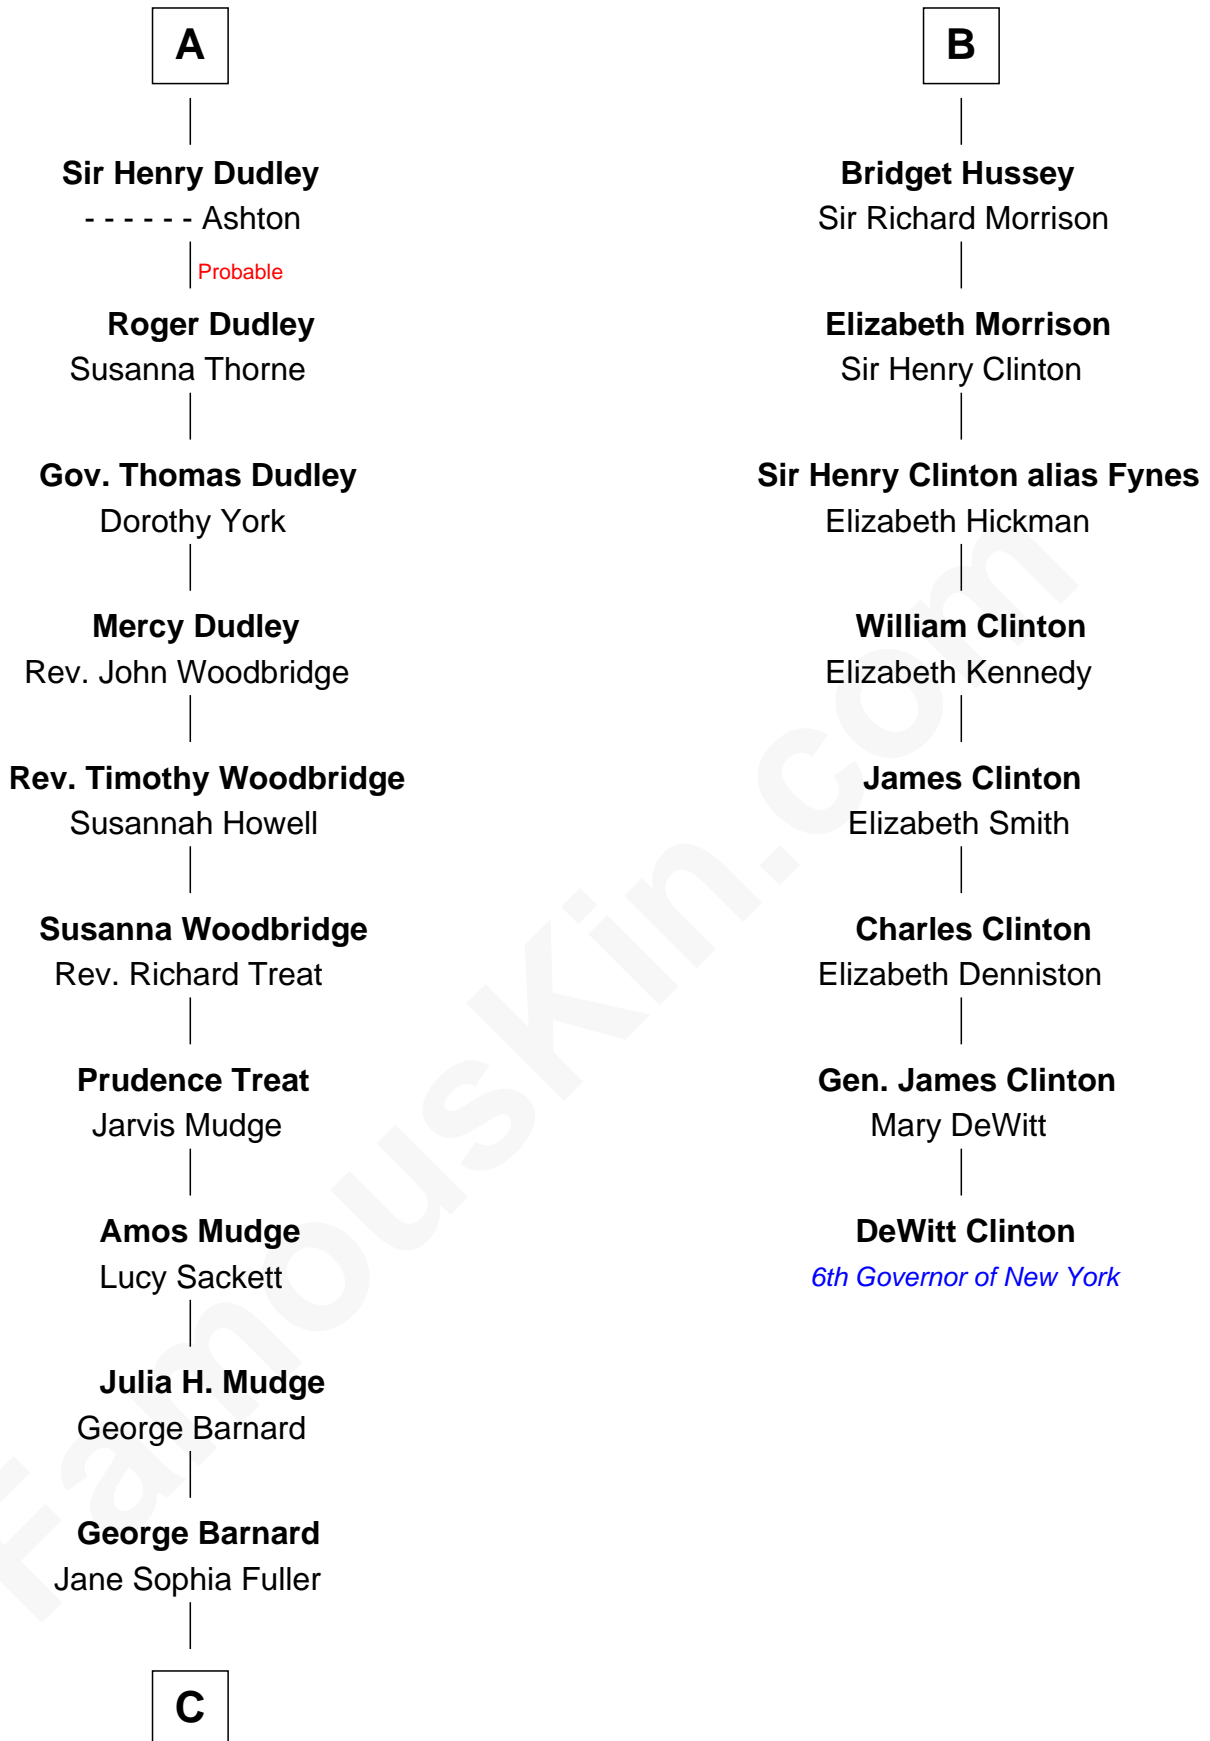 A
Sir Henry Dudley
- - - - - - Ashton
Probable
Roger Dudley
Susanna Thorne
Gov. Thomas Dudley
Dorothy York
Mercy Dudley
Rev. John Woodbridge
Rev. Timothy Woodbridge
Susannah Howell
Susanna Woodbridge
Rev. Richard Treat
Prudence Treat
Jarvis Mudge
Amos Mudge
Lucy Sackett
Julia H. Mudge
George Barnard
George Barnard
Jane Sophia Fuller
C
B
Bridget Hussey
Sir Richard Morrison
Elizabeth Morrison
Sir Henry Clinton
Sir Henry Clinton alias Fynes
Elizabeth Hickman
William Clinton
Elizabeth Kennedy
James Clinton
Elizabeth Smith
Charles Clinton
Elizabeth Denniston
Gen. James Clinton
Mary DeWitt
DeWitt Clinton
6th Governor of New York
FamousKin.com